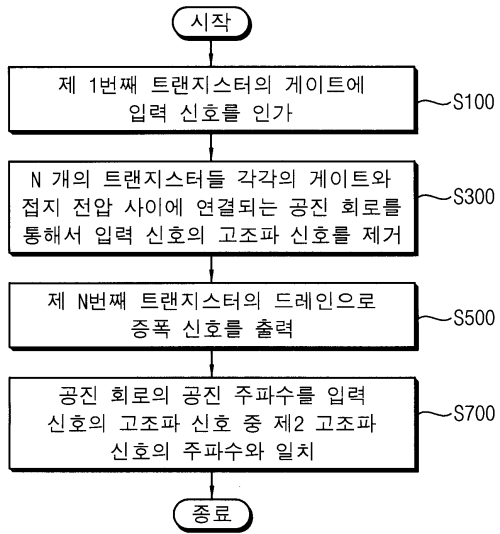 시작
제 1번째 트랜지스터의 게이트에
입력 신호를 인가
S100
N 개의 트랜지스터들 각각의 게이트와
접지 전압 사이에 연결되는 공진 회로를
통해서 입력 신호의 고조파 신호를 제거
S300
제 N번째 트랜지스터의 드레인으로
증폭 신호를 출력
S500
공진 회로의 공진 주파수를 입력
신호의 고조파 신호 중 제2 고조파
신호의 주파수와 일치
S700
종료